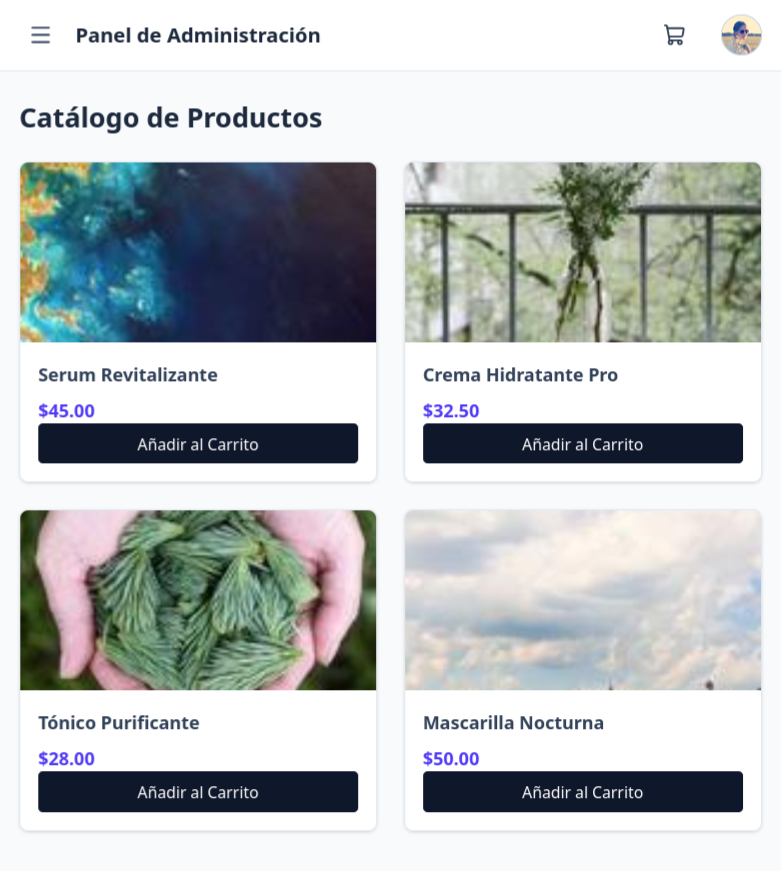 Panel de Administración
Catálogo de Productos
Serum Revitalizante
$45.00
Añadir al Carrito
Crema Hidratante Pro
$32.50
Añadir al Carrito
Tónico Purificante
$28.00
Añadir al Carrito
Mascarilla Nocturna
$50.00
Añadir al Carrito